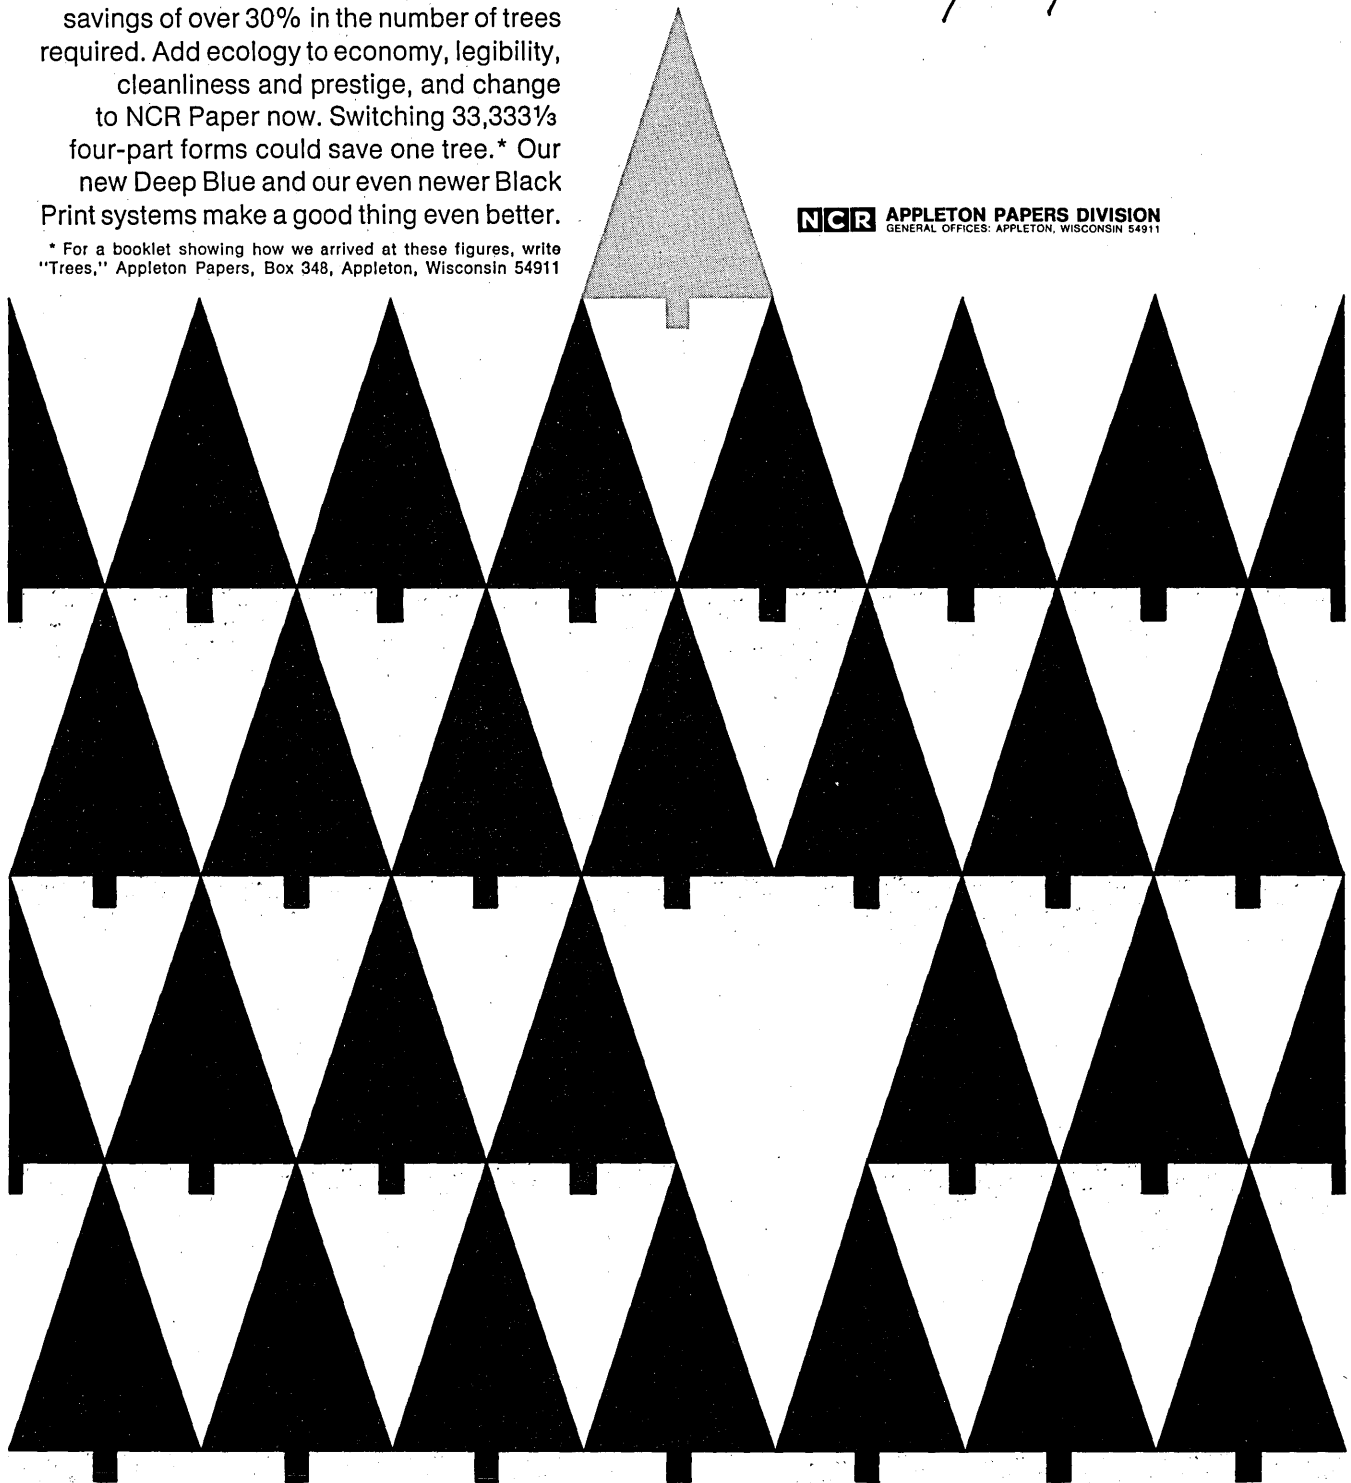 savings of over 30% in the number of trees
required. Add ecology to economy, legibility,
cleanliness and prestige, and change
to NCR Paper now. Switching 33,333⅓
four-part forms could save one tree.* Our
new Deep Blue and our even newer Black
Print systems make a good thing even better.
* For a booklet showing how we arrived at these figures, write
"Trees," Appleton Papers, Box 348, Appleton, Wisconsin 54911
NCR APPLETON PAPERS DIVISION
GENERAL OFFICES: APPLETON, WISCONSIN 54911